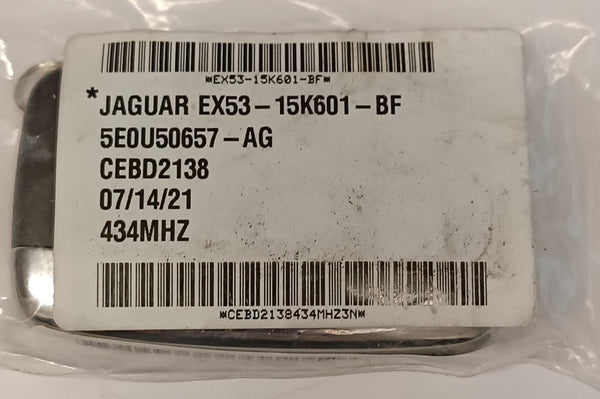 *EX53-15K601-BF*
*JAGUAR EX53-15K601-BF
5E0U50657-AG
CEBD2138
07/14/21
434MHZ
*CEBD2138434MHZ3N*